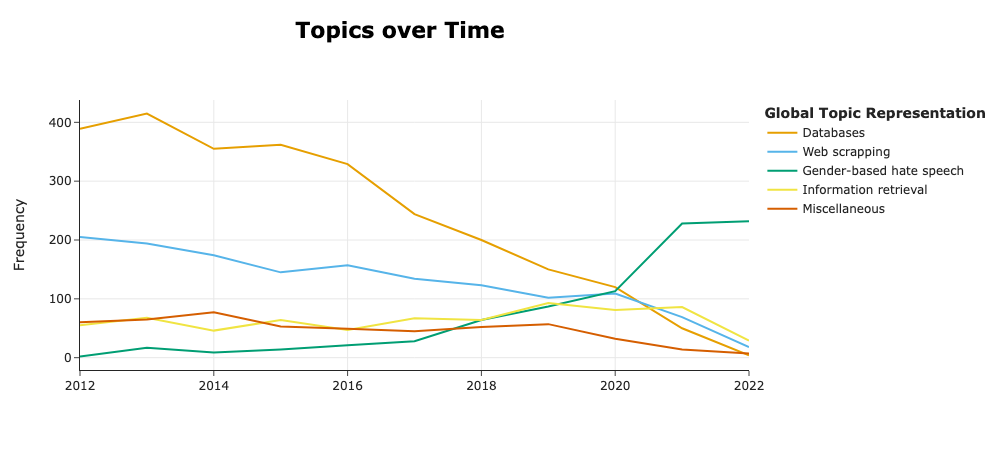 Topics over Time
Global Topic Representation
Databases
Web scrapping
Gender-based hate speech
Information retrieval
Miscellaneous
Frequency
400
300
200
100
0
2012 2014 2016 2018 2020 2022